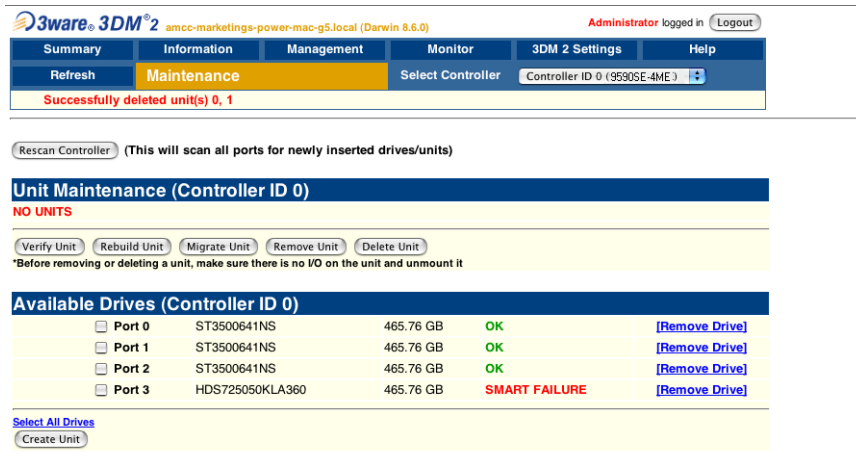 3ware® 3DM®2 amcc-marketings-power-mac-g5.local (Darwin 8.6.0) Administrator logged in Logout
Summary Information Management Monitor 3DM 2 Settings Help
Refresh Maintenance Select Controller Controller ID 0 (9590SE-4ME)
Successfully deleted unit(s) 0, 1
Rescan Controller (This will scan all ports for newly inserted drives/units)
Unit Maintenance (Controller ID 0)
NO UNITS
Verify Unit Rebuild Unit Migrate Unit Remove Unit Delete Unit
*Before removing or deleting a unit, make sure there is no I/O on the unit and unmount it
Available Drives (Controller ID 0)
Port 0 ST3500641NS 465.76 GB OK [Remove Drive]
Port 1 ST3500641NS 465.76 GB OK [Remove Drive]
Port 2 ST3500641NS 465.76 GB OK [Remove Drive]
Port 3 HDS725050KLA360 465.76 GB SMART FAILURE [Remove Drive]
Select All Drives
Create Unit